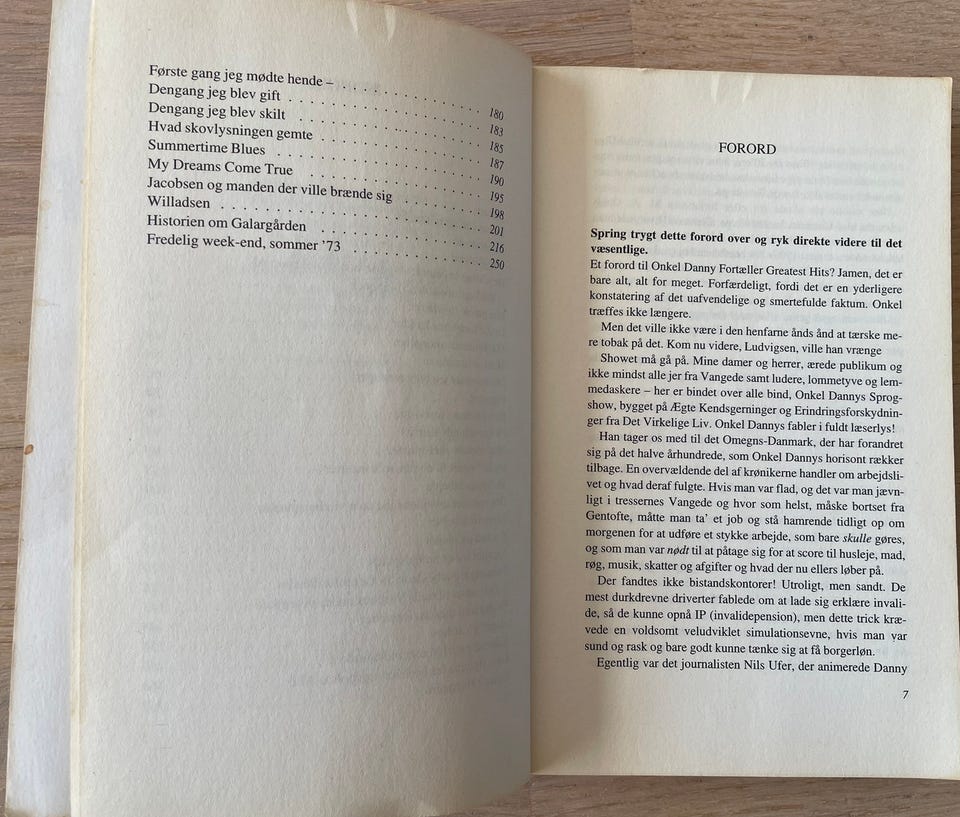 Første gang jeg mødte hende – . . . . . . . . . . . . . . 180
Dengang jeg blev gift . . . . . . . . . . . . . . . . . . 183
Dengang jeg blev skilt . . . . . . . . . . . . . . . . . 185
Hvad skovlysningen gemte . . . . . . . . . . . . . . . 187
Summertime Blues . . . . . . . . . . . . . . . . . . . 190
My Dreams Come True . . . . . . . . . . . . . . . . 195
Jacobsen og manden der ville brænde sig . . . . . . . 198
Willadsen . . . . . . . . . . . . . . . . . . . . . . . 201
Historien om Galargården . . . . . . . . . . . . . . . 216
Fredelig week-end, sommer ’73 . . . . . . . . . . . . 250
FORORD
Spring trygt dette forord over og ryk direkte videre til det
væsentlige.
Et forord til Onkel Danny Fortæller Greatest Hits? Jamen, det er
bare alt, alt for meget. Forfærdeligt, fordi det er en yderligere
konstatering af det uafvendelige og smertefulde faktum. Onkel
træffes ikke længere.
Men det ville ikke være i den henfarne ånds ånd at tærske me-
re tobak på det. Kom nu videre, Ludvigsen, ville han vrænge
Showet må gå på. Mine damer og herrer, ærede publikum og
ikke mindst alle jer fra Vangede samt ludere, lommetyve og lem-
medaskere – her er bindet over alle bind, Onkel Dannys Sprog-
show, bygget på Ægte Kendsgerninger og Erindringsforskydnin-
ger fra Det Virkelige Liv. Onkel Dannys fabler i fuldt læserlys!
Han tager os med til det Omegns-Danmark, der har forandret
sig på det halve århundrede, som Onkel Dannys horisont rækker
tilbage. En overvældende del af krønikerne handler om arbejdsli-
vet og hvad deraf fulgte. Hvis man var flad, og det var man jævn-
ligt i tressernes Vangede og hvor som helst, måske bortset fra
Gentofte, måtte man ta’ et job og stå hamrende tidligt op om
morgenen for at udføre et stykke arbejde, som bare skulle gøres,
og som man var nødt til at påtage sig for at score til husleje, mad,
røg, musik, skatter og afgifter og hvad der nu ellers løber på.
Der fandtes ikke bistandskontorer! Utroligt, men sandt. De
mest durkdrevne driverter fablede om at lade sig erklære invali-
de, så de kunne opnå IP (invalidepension), men dette trick kræ-
vede en voldsomt veludviklet simulationsevne, hvis man var
sund og rask og bare godt kunne tænke sig at få borgerløn.
Egentlig var det journalisten Nils Ufer, der animerede Danny
7